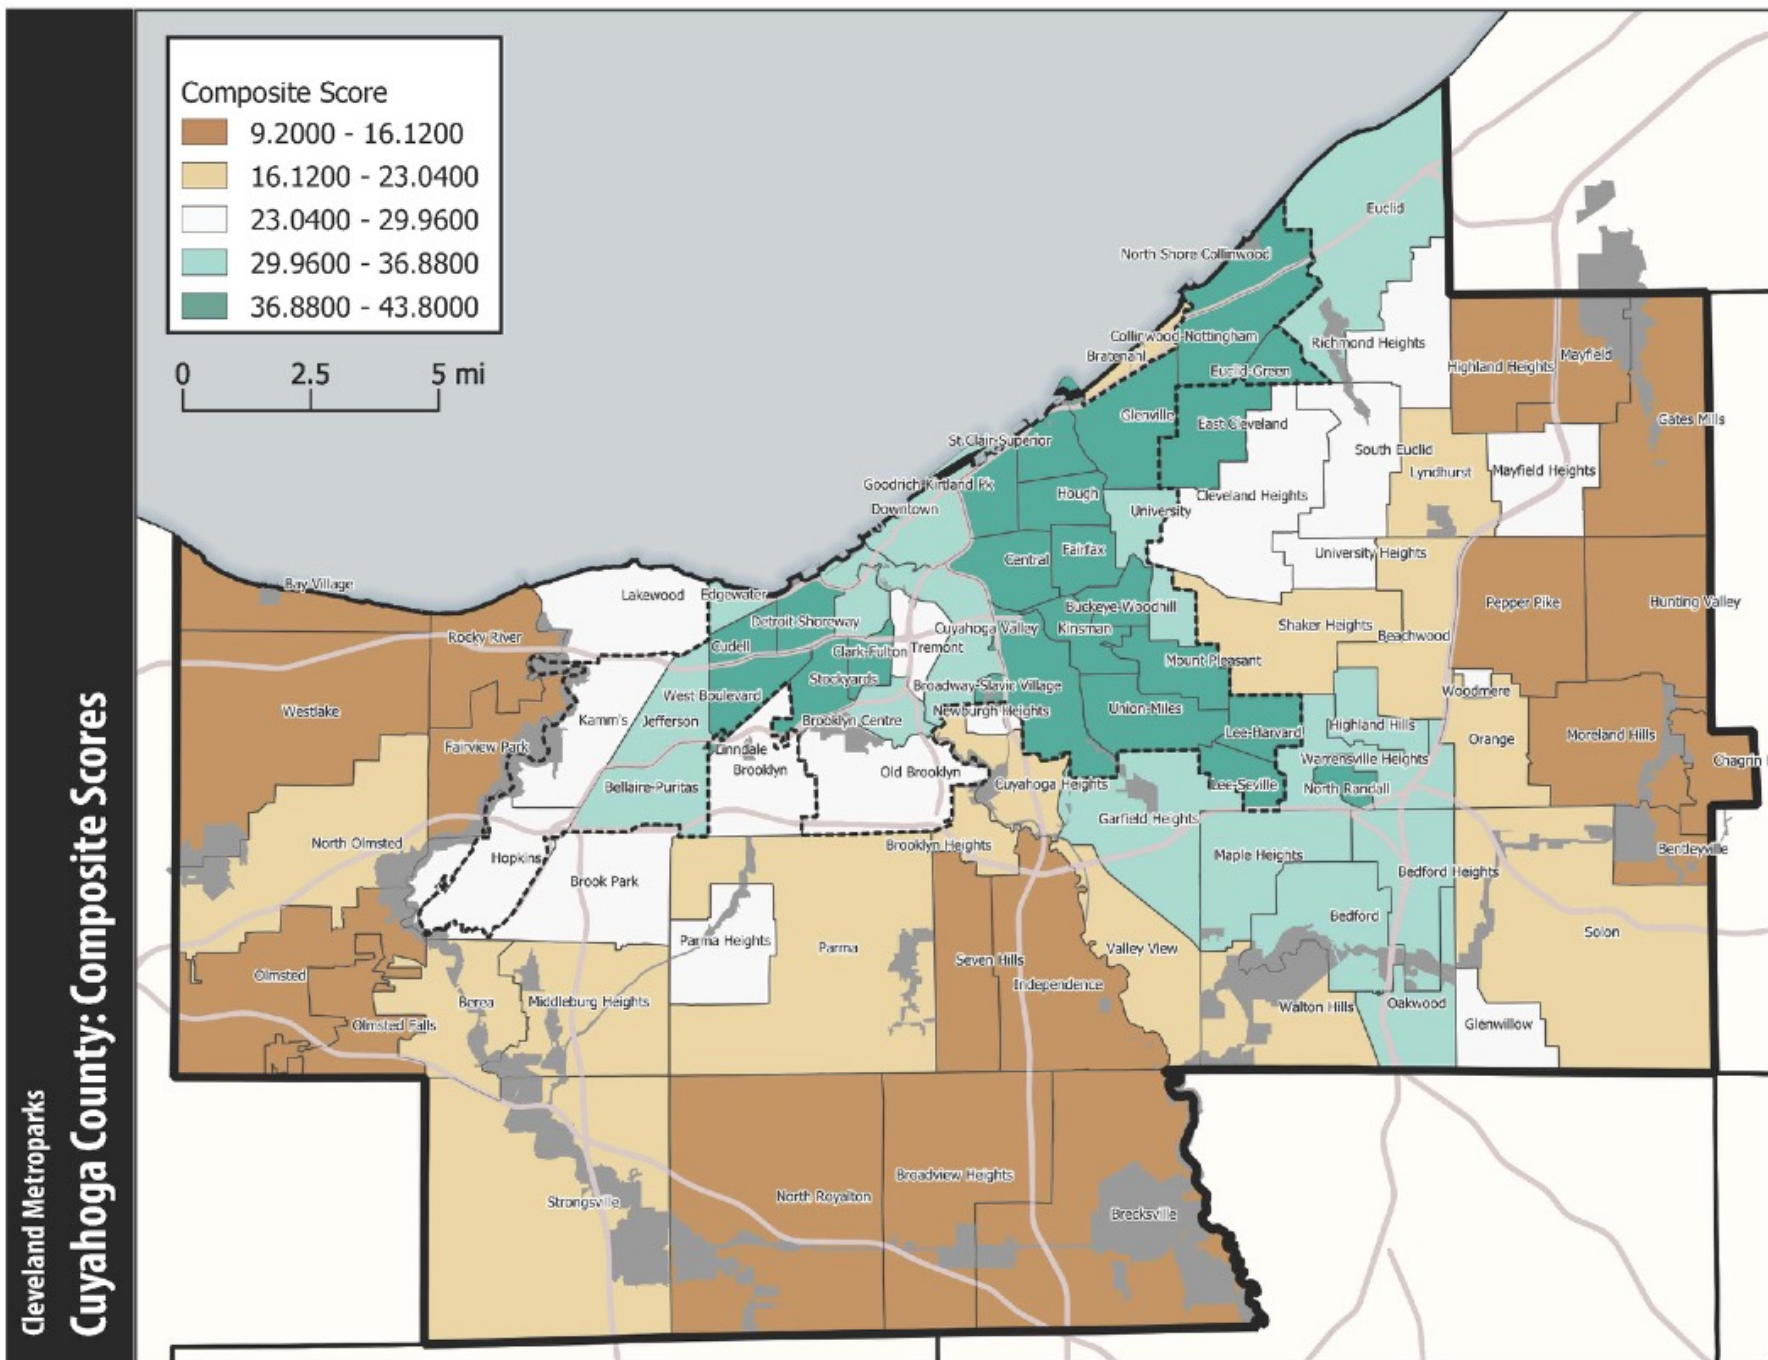 Cleveland Metroparks
Cuyahoga County: Composite Scores
Composite Score
9.2000 - 16.1200
16.1200 - 23.0400
23.0400 - 29.9600
29.9600 - 36.8800
36.8800 - 43.8000
0 2.5 5 mi
Euclid
North Shore Collinwood
Collinwood-Nottingham
Richmond Heights
Bratenahl
Mayfield
Highland Heights
Euclid-Green
Glenville
Gates Mills
East Cleveland
St.Clair-Superior
South Euclid
Lyndhurst
Mayfield Heights
Goodrich-Kirtland Pk
Hough
Cleveland Heights
Downtown
University
Fairfax
University Heights
Central
Bay Village
Lakewood
Edgewater
Pepper Pike
Hunting Valley
Buckeye-Woodhill
Detroit Shoreway
Shaker Heights
Cuyahoga Valley
Kinsman
Rocky River
Beachwood
Cudell
Clark-Fulton
Tremont
Mount Pleasant
Stockyards
Broadway-Slavic Village
Woodmere
West Boulevard
Westlake
Newburgh Heights
Union-Miles
Kamm's
Jefferson
Brooklyn Centre
Highland Hills
Lee-Harvard
Moreland Hills
Orange
Fairview Park
Linndale
Warrensville Heights
Chagrin
Brooklyn
Old Brooklyn
Cuyahoga Heights
Lee-Seville
North Randall
Bellaire-Puritas
Garfield Heights
North Olmsted
Brooklyn Heights
Bentleyville
Hopkins
Maple Heights
Bedford Heights
Brook Park
Bedford
Solon
Parma Heights
Parma
Valley View
Seven Hills
Olmsted
Independence
Berea
Middleburg Heights
Oakwood
Walton Hills
Olmsted Falls
Glenwillow
Broadview Heights
North Royalton
Strongsville
Brecksville